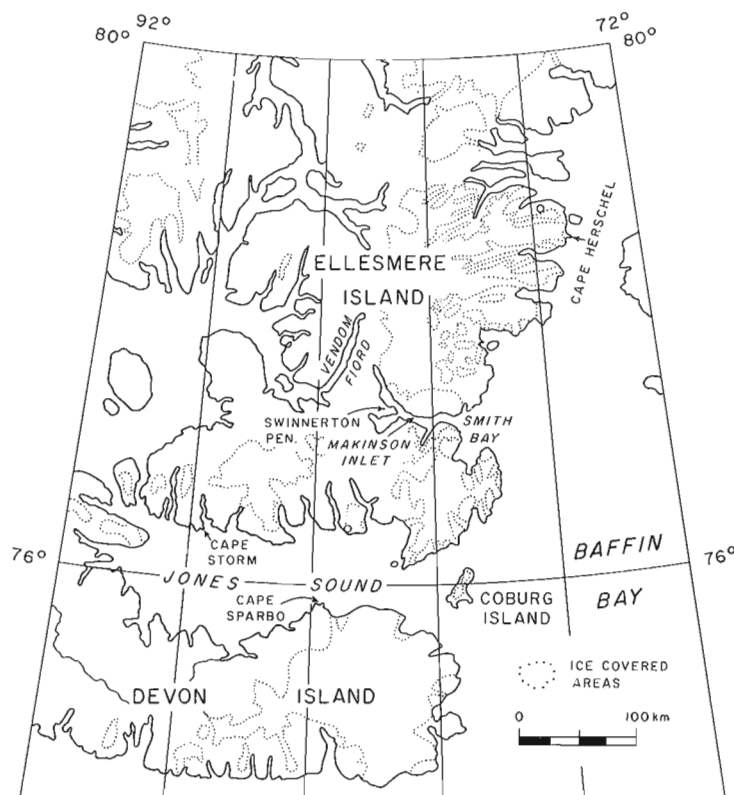 92°
72°
80°
80°
CAPE HERSCHEL
ELLESMERE
ISLAND
VENDOM
FIORD
SWINNERTON
PEN.
MAKINSON
INLET
SMITH
BAY
CAPE
STORM
76°
76°
BAFFIN
BAY
JONES SOUND
CAPE
SPARBO
COBURG
ISLAND
ICE COVERED
AREAS
DEVON ISLAND
0 100 km